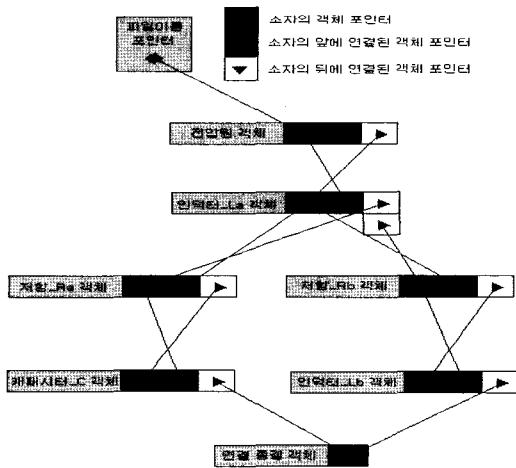 파일이름
포인터
소자의 객체 포인터
소자의 앞에 연결된 객체 포인터
소자의 뒤에 연결된 객체 포인터
전압원 객체
인덕터_La 객체
저항_Ra 객체
저항_Rb 객체
캐패시터_C 객체
인덕터_Lb 객체
연결 종결 객체